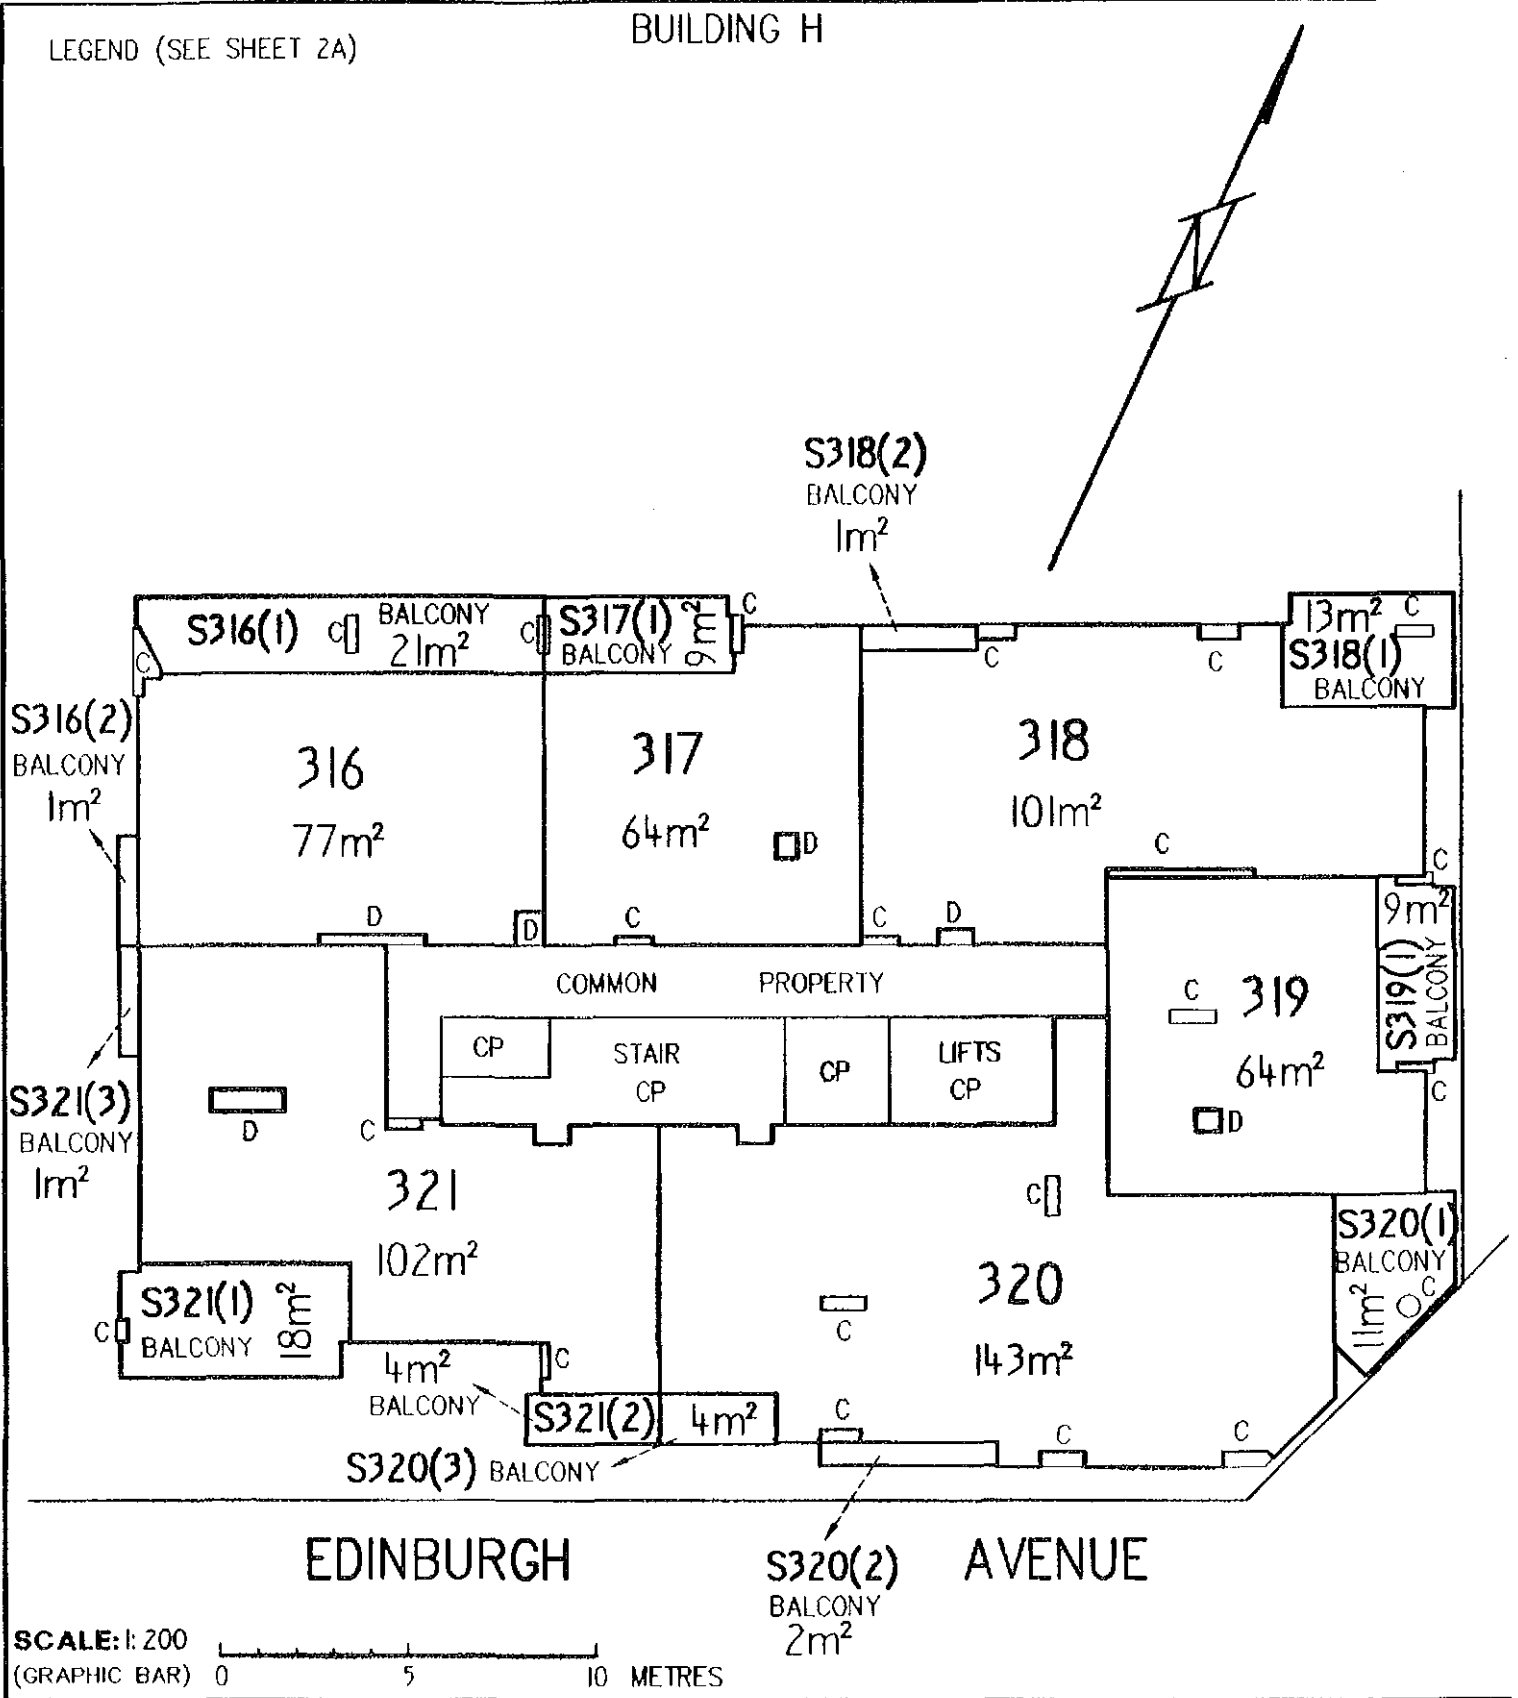 BUILDING H
LEGEND (SEE SHEET 2A)
N
S318(2)
BALCONY
1m²
S316(1)
C
BALCONY
21m²
C
S317(1)
BALCONY
9m²
C
C
C
C
13m²
C
S318(1)
BALCONY
S316(2)
BALCONY
1m²
316
77m²
317
64m²
D
318
101m²
C
C
D
D
C
C
D
9m²
S319(1)
BALCONY
COMMON PROPERTY
C
319
64m²
D
C
CP
STAIR
CP
CP
LIFTS
CP
S321(3)
BALCONY
1m²
D
C
321
102m²
C
S320(1)
BALCONY
11m²
C
S321(1)
BALCONY
18m²
C
320
143m²
C
4m²
BALCONY
C
S321(2)
4m²
S320(3) BALCONY
C
C
C
EDINBURGH AVENUE
S320(2)
BALCONY
2m²
SCALE: 1: 200
(GRAPHIC BAR) 0 5 10 METRES